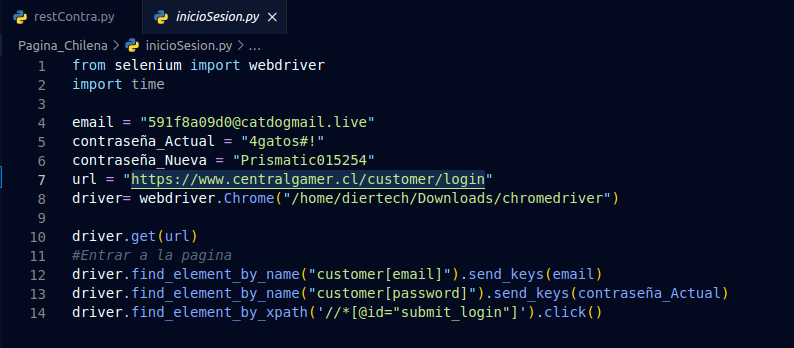 restContra.py inicioSesion.py ×
Pagina_Chilena > inicioSesion.py > ...
1 from selenium import webdriver
2 import time
3
4 email = "591f8a09d0@catdogmail.live"
5 contraseña_Actual = "4gatos#!"
6 contraseña_Nueva = "Prismatic015254"
7 url = "https://www.centralgamer.cl/customer/login"
8 driver= webdriver.Chrome("/home/diertech/Downloads/chromedriver")
9
10 driver.get(url)
11 #Entrar a la pagina
12 driver.find_element_by_name("customer[email]").send_keys(email)
13 driver.find_element_by_name("customer[password]").send_keys(contraseña_Actual)
14 driver.find_element_by_xpath('//*[@id="submit_login"]').click()